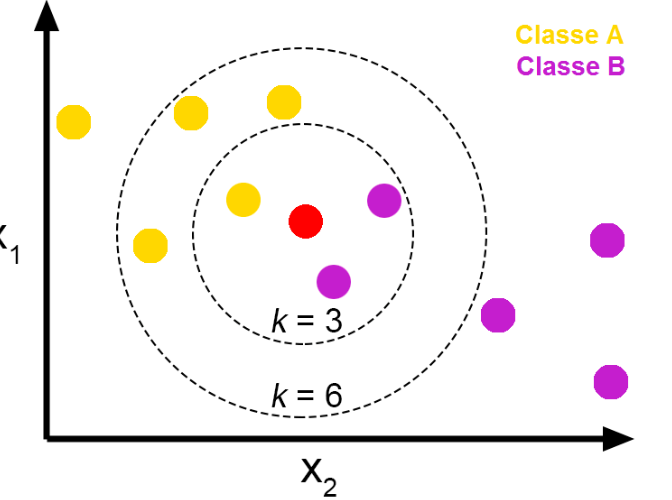 Classe A
Classe B
x1
k = 3
k = 6
x2